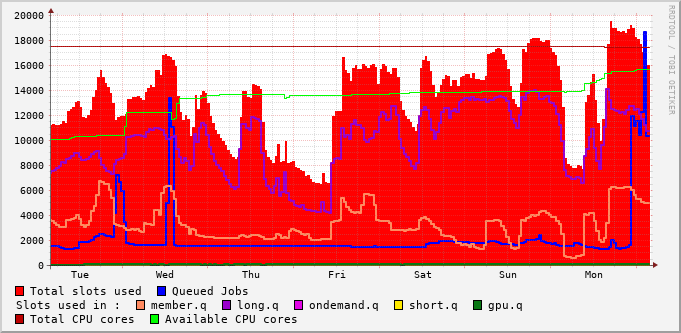 20000
18000
16000
14000
12000
10000
8000
6000
4000
2000
0
Tue Wed Thu Fri Sat Sun Mon
Total slots used Queued Jobs
Slots used in : member.q long.q ondemand.q short.q gpu.q
Total CPU cores Available CPU cores
RRDTOOL / TOBI OETIKER